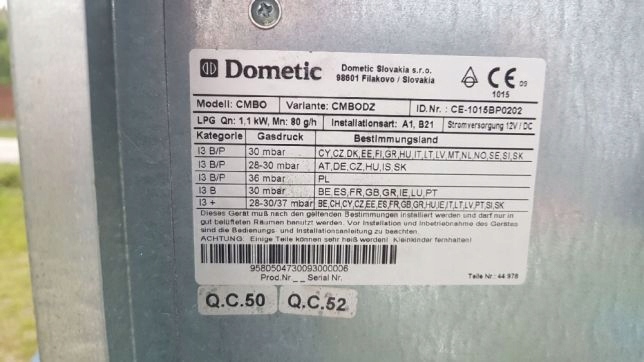 Dometic
Dometic Slovakia s.r.o.
98601 Filakovo / Slovakia
CE 09
1015
Modell: CMBO Variante: CMBODZ ID.Nr. : CE-1015BP0202
LPG Qn: 1,1 kW, Mn: 80 g/h Installationsart: A1, B21 Stromversorgung 12V / DC
Kategorie Gasdruck Bestimmungsland
I3 B/P 30 mbar CY,CZ,DK,EE,FI,GR,HU,IT,LT,LV,MT,NL,NO,SE,SI,SK
I3 B/P 28-30 mbar AT,DE,CZ,HU,IS,SK
I3 B/P 36 mbar PL
I3 B 30 mbar BE,ES,FR,GB,GR,IE,LU,PT
I3 + 28-30/37 mbar BE,CH,CY,CZ,EE,ES,FR,GB,GR,HU,IE,IT,LT,LV,PT,SI,SK
Dieses Gerät muß nach den geltenden Bestimmungen installiert werden und darf nur in
gut belüfteten Räumen benutzt werden. Vor Installation und Inbetriebnahme des Gerätes
sind die Bedienungs- und Installationsanleitung zu lesen.
ACHTUNG: Einige Teile können sehr heiß werden! Kleinkinder fernhalten!
9580504730093000006
Prod.Nr_ _ Serial Nr.
Teile Nr.: 44 978
Q.C.50 Q.C.52